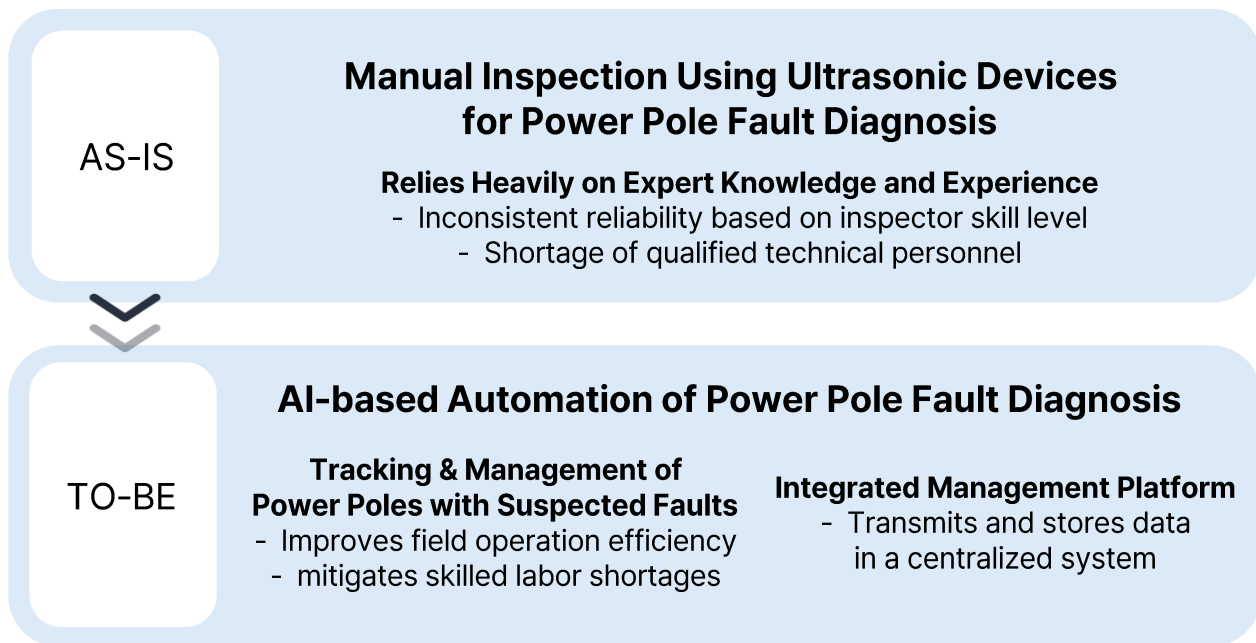 AS-IS
Manual Inspection Using Ultrasonic Devices
for Power Pole Fault Diagnosis
Relies Heavily on Expert Knowledge and Experience
- Inconsistent reliability based on inspector skill level
- Shortage of qualified technical personnel
TO-BE
AI-based Automation of Power Pole Fault Diagnosis
Tracking & Management of
Power Poles with Suspected Faults
- Improves field operation efficiency
- mitigates skilled labor shortages
Integrated Management Platform
- Transmits and stores data
in a centralized system